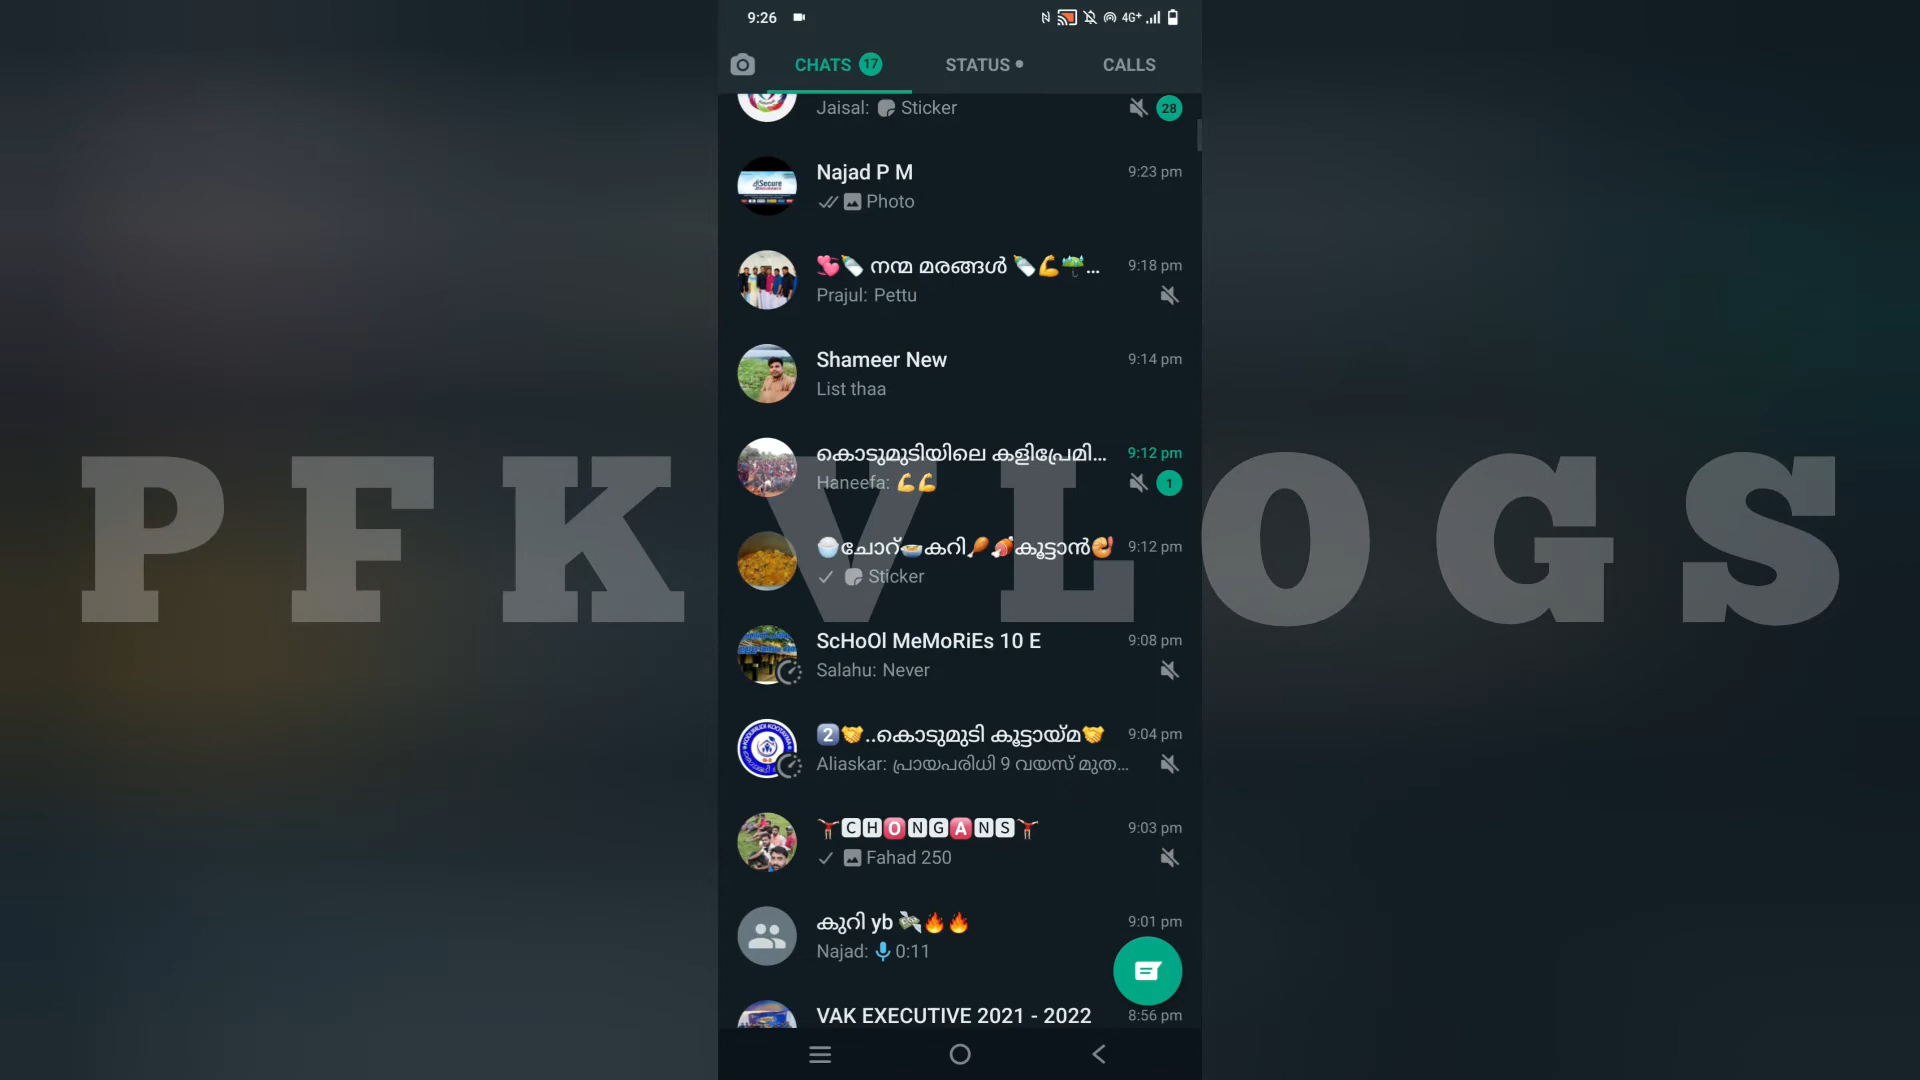 9:26
4G+
CHATS 17
STATUS
CALLS
Jaisal: Sticker
28
Najad P M
9:23 pm
Photo
💞🍼 നന്മ മരങ്ങൾ 🍼💪☔...
9:18 pm
Prajul: Pettu
Shameer New
9:14 pm
List thaa
കൊടുമുടിയിലെ കളിപ്രേമി...
9:12 pm
Haneefa: 💪💪
1
🍚ചോറ്🍲കറി🍗🍖കൂട്ടാൻ🍤
9:12 pm
Sticker
ScHoOl MeMoRiEs 10 E
9:08 pm
Salahu: Never
2️⃣🤝..കൊടുമുടി കൂട്ടായ്മ🤝
9:04 pm
Aliaskar: പ്രായപരിധി 9 വയസ് മുത...
🅲🅷🅾🅽🅶🅰🅽🆂
9:03 pm
Fahad 250
കുറി yb 💸🔥🔥
9:01 pm
Najad: 0:11
VAK EXECUTIVE 2021 - 2022
8:56 pm
PFK VLOGS